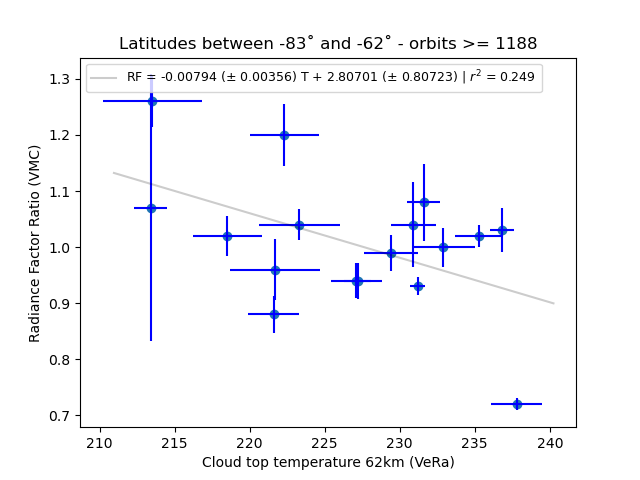 Latitudes between -83˚ and -62˚ - orbits >= 1188
RF = -0.00794 (± 0.00356) T + 2.80701 (± 0.80723) | r² = 0.249
Radiance Factor Ratio (VMC)
1.3
1.2
1.1
1.0
0.9
0.8
0.7
210 215 220 225 230 235 240
Cloud top temperature 62km (VeRa)